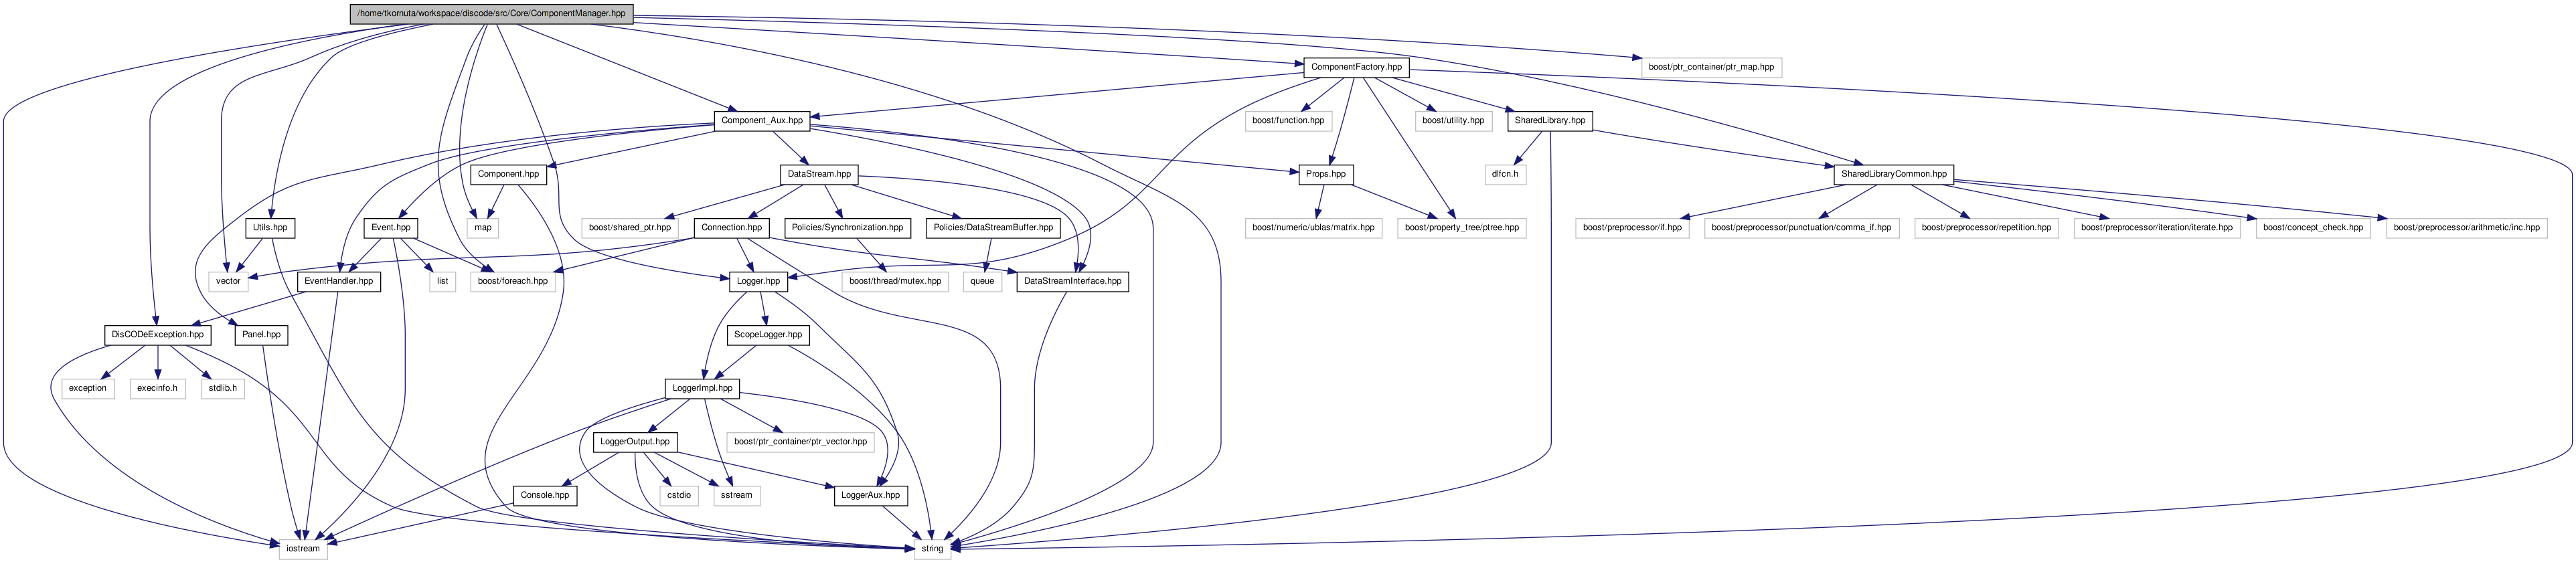 /home/tkornuta/workspace/discode/src/Core/ComponentManager.hpp
ComponentFactory.hpp
boost/ptr_container/ptr_map.hpp
Component_Aux.hpp
boost/function.hpp
boost/utility.hpp
SharedLibrary.hpp
Component.hpp
DataStream.hpp
Props.hpp
dlfcn.h
SharedLibraryCommon.hpp
Utils.hpp
Event.hpp
map
boost/shared_ptr.hpp
Connection.hpp
Policies/Synchronization.hpp
Policies/DataStreamBuffer.hpp
boost/numeric/ublas/matrix.hpp
boost/property_tree/ptree.hpp
boost/preprocessor/if.hpp
boost/preprocessor/punctuation/comma_if.hpp
boost/preprocessor/repetition.hpp
boost/preprocessor/iteration/iterate.hpp
boost/concept_check.hpp
boost/preprocessor/arithmetic/inc.hpp
vector
EventHandler.hpp
list
boost/foreach.hpp
Logger.hpp
boost/thread/mutex.hpp
queue
DataStreamInterface.hpp
DisCODeException.hpp
Panel.hpp
ScopeLogger.hpp
exception
execinfo.h
stdlib.h
LoggerImpl.hpp
LoggerOutput.hpp
boost/ptr_container/ptr_vector.hpp
Console.hpp
cstdio
sstream
LoggerAux.hpp
iostream
string